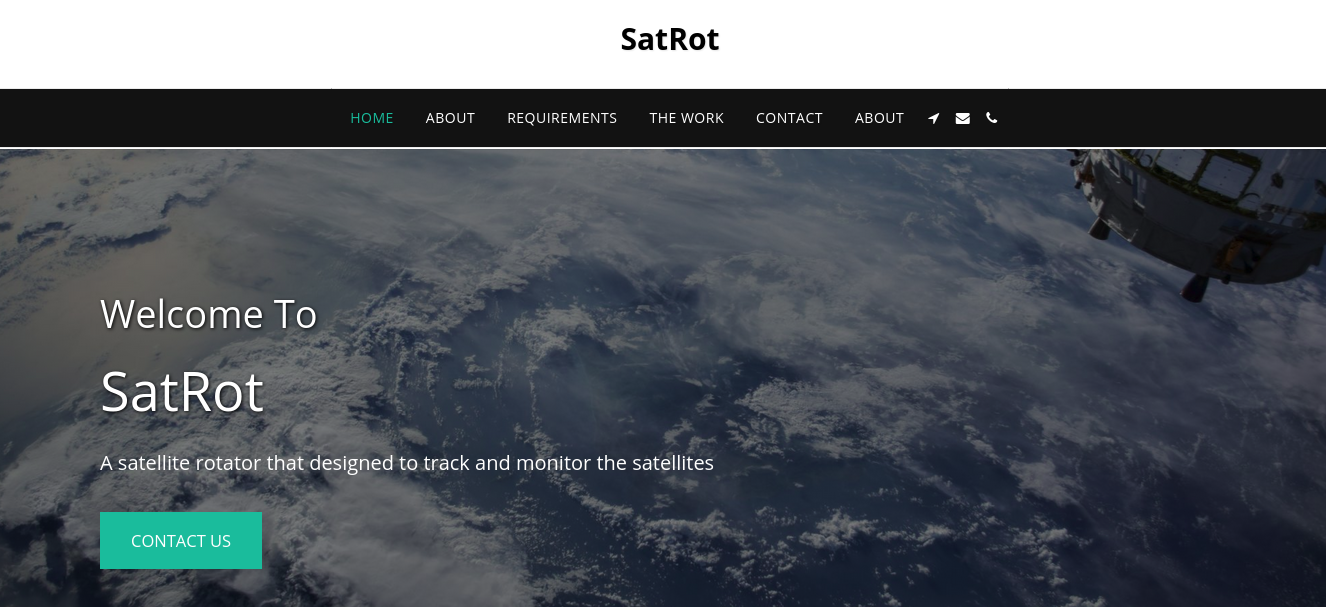 SatRot
HOME ABOUT REQUIREMENTS THE WORK CONTACT ABOUT
Welcome To
SatRot
A satellite rotator that designed to track and monitor the satellites
CONTACT US